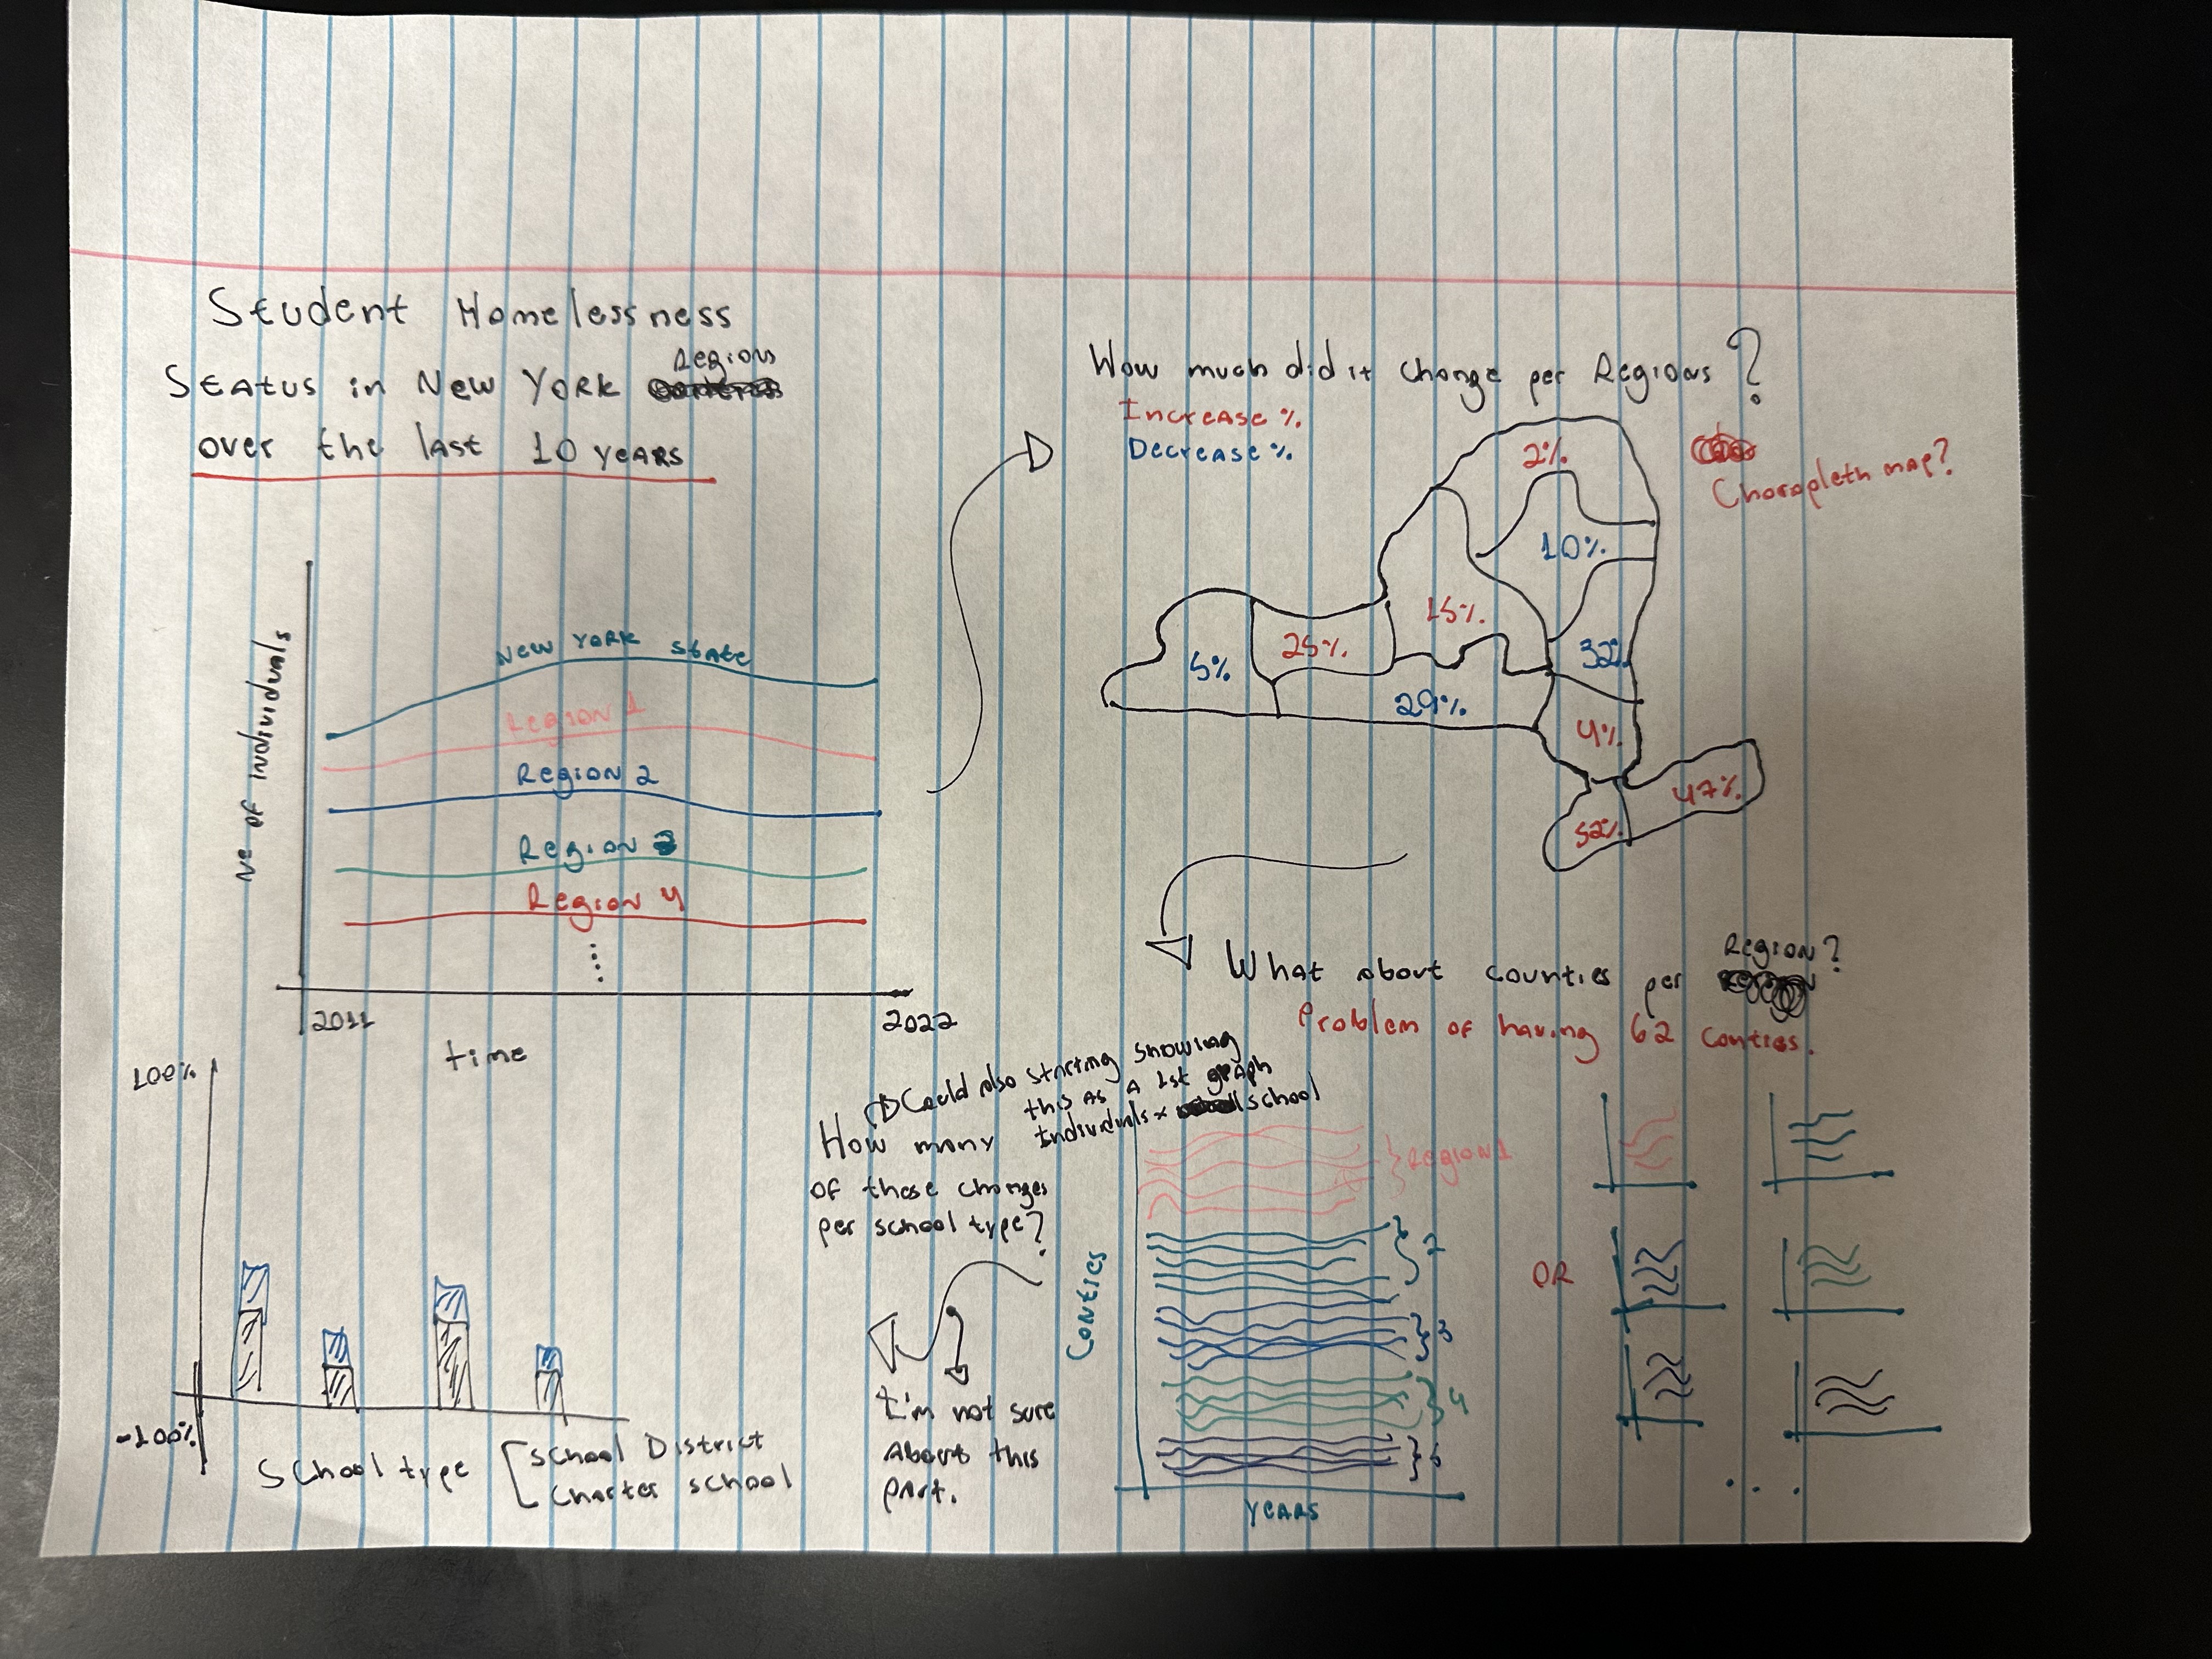 Student Homelessness
Status in New York Regions
over the last 10 years
Nº of individuals
New York State
Region 1
Region 2
Region 3
Region 4
2011
2022
time
How much did it change per Regions?
Increase %
Decrease %
Choropleth map?
2%
10%
15%
25%
5%
32%
29%
4%
47%
52%
What about counties per Region?
Problem of having 62 conties.
Conties
Region 1
2
3
4
5
years
OR
Could also starting showing
this as a 1st graph
Individuals x school
How many
of these changes
per school type?
I'm not sure
About this
part.
100%
-100%
School type
School District
Charter school